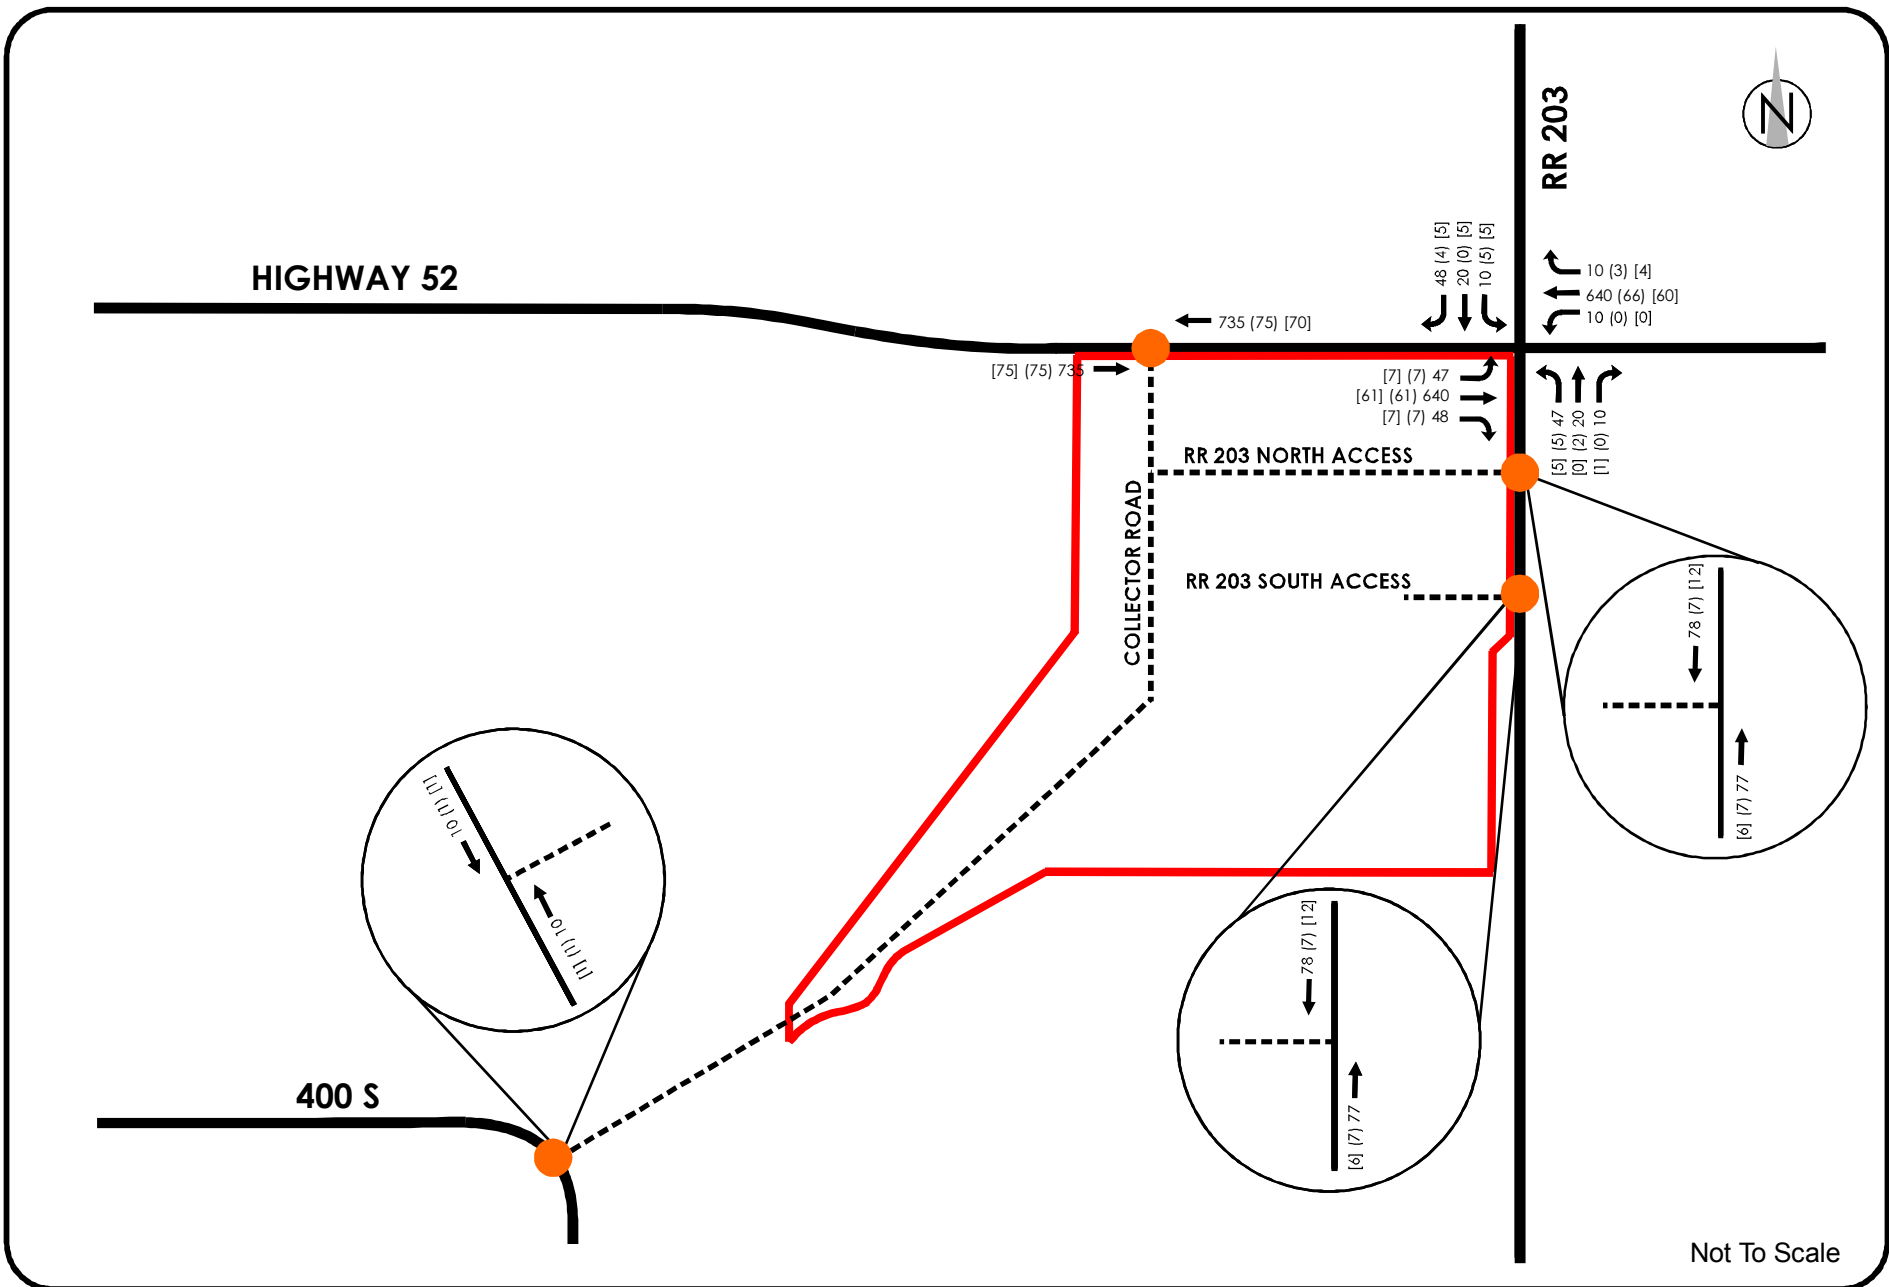 RR 203
N
HIGHWAY 52
48 (4) [5]
20 (0) [5]
10 (5) [5]
10 (3) [4]
640 (66) [60]
10 (0) [0]
735 (75) [70]
[75] (75) 735
[7] (7) 47
[61] (61) 640
[7] (7) 48
[5] (5) 47
[0] (2) 20
[1] (0) 10
RR 203 NORTH ACCESS
COLLECTOR ROAD
RR 203 SOUTH ACCESS
78 (7) [12]
[6] (7) 77
[1] (1) 10
10 (1) [1]
78 (7) [12]
[6] (7) 77
400 S
Not To Scale